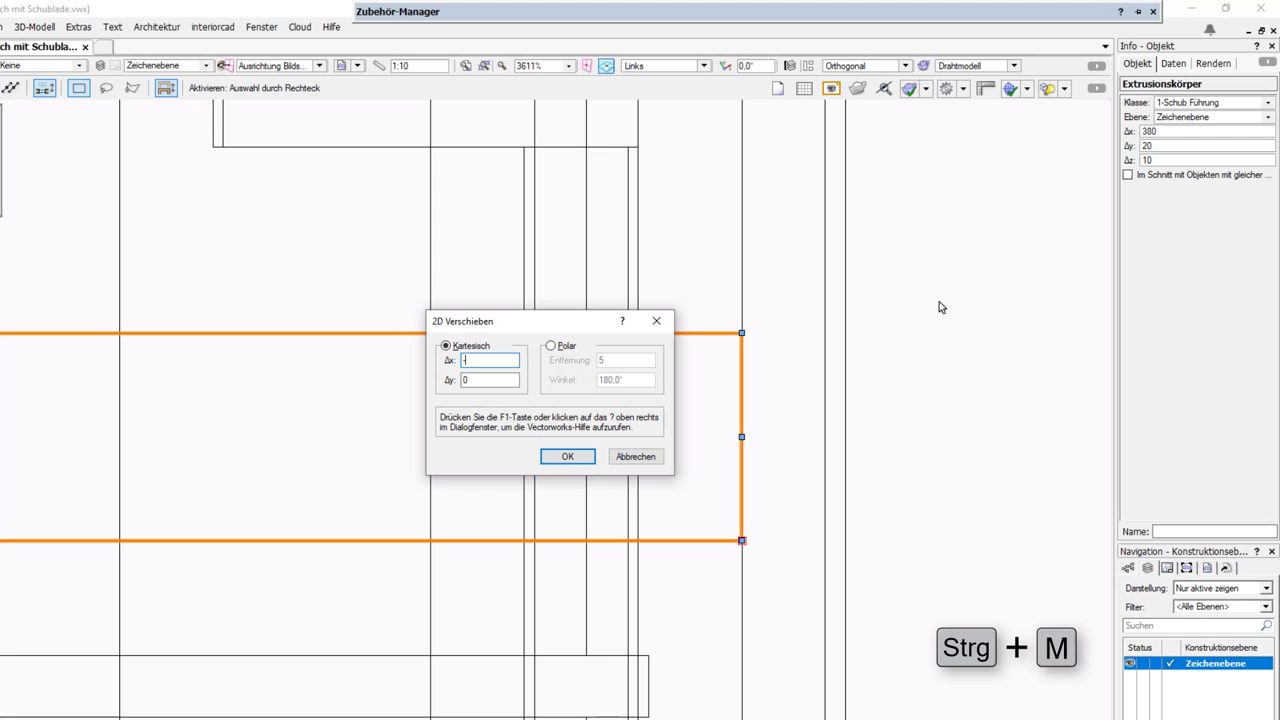 ch mit Schublade.vwx]
Zubehör-Manager
?
3D-Modell Extras Text Architektur interiorcad Fenster Cloud Hilfe
ch mit Schubla...
Info - Objekt
?
Keine
Zeichenebene
Ausrichtung Bilds...
1:10
3611%
Links
0,0°
Orthogonal
Drahtmodell
Objekt Daten Rendern
Aktivieren: Auswahl durch Rechteck
Extrusionskörper
Klasse: 1-Schub Führung
Ebene: Zeichenebene
Δx: 380
Δy: 20
Δz: 10
Im Schnitt mit Objekten mit gleicher ...
2D Verschieben
?
Kartesisch
Δx: -
Δy: 0
Polar
Entfernung: 5
Winkel: 180.0°
Drücken Sie die F1-Taste oder klicken auf das ? oben rechts
im Dialogfenster, um die Vectorworks-Hilfe aufzurufen.
OK
Abbrechen
Name:
Navigation - Konstruktionseb...
?
Darstellung: Nur aktive zeigen
Filter: <Alle Ebenen>
Suchen
Status Konstruktionsebene
Zeichenebene
Strg + M